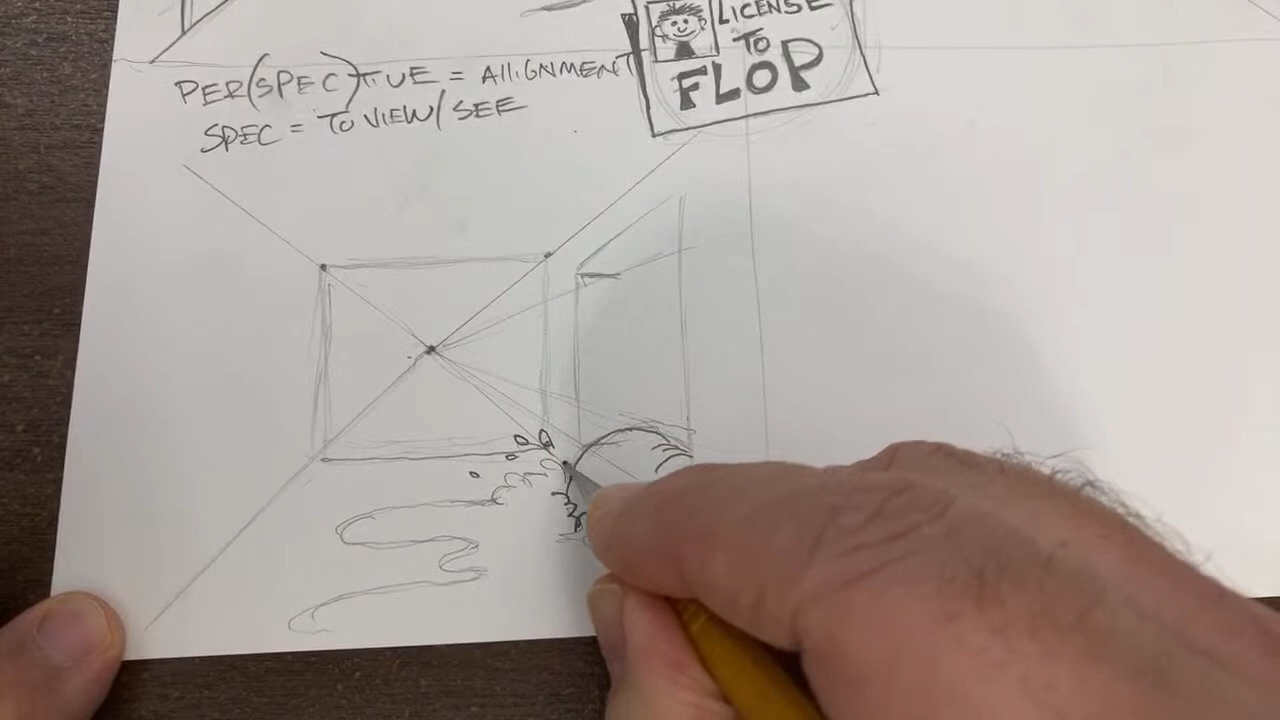 PER(SPEC)TIVE = AllIGNMENT
SPEC = TO VIEW/SEE
LICENSE
TO
FLOP